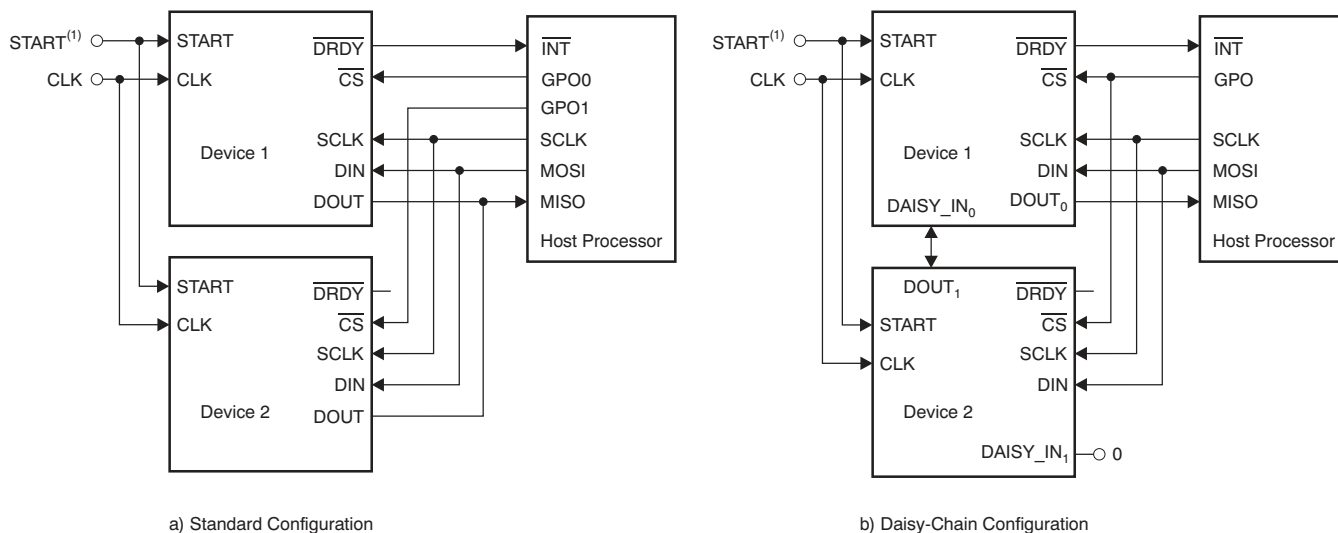 START(1)
CLK
START
CLK
Device 1
DRDY
CS
SCLK
DIN
DOUT
INT
GPO0
GPO1
SCLK
MOSI
MISO
Host Processor
START
CLK
Device 2
DRDY
CS
SCLK
DIN
DOUT
a) Standard Configuration
START(1)
CLK
START
CLK
Device 1
DRDY
CS
SCLK
DIN
DOUT0
DAISY_IN0
INT
GPO
SCLK
MOSI
MISO
Host Processor
DOUT1
START
CLK
Device 2
DRDY
CS
SCLK
DIN
DAISY_IN1
0
b) Daisy-Chain Configuration